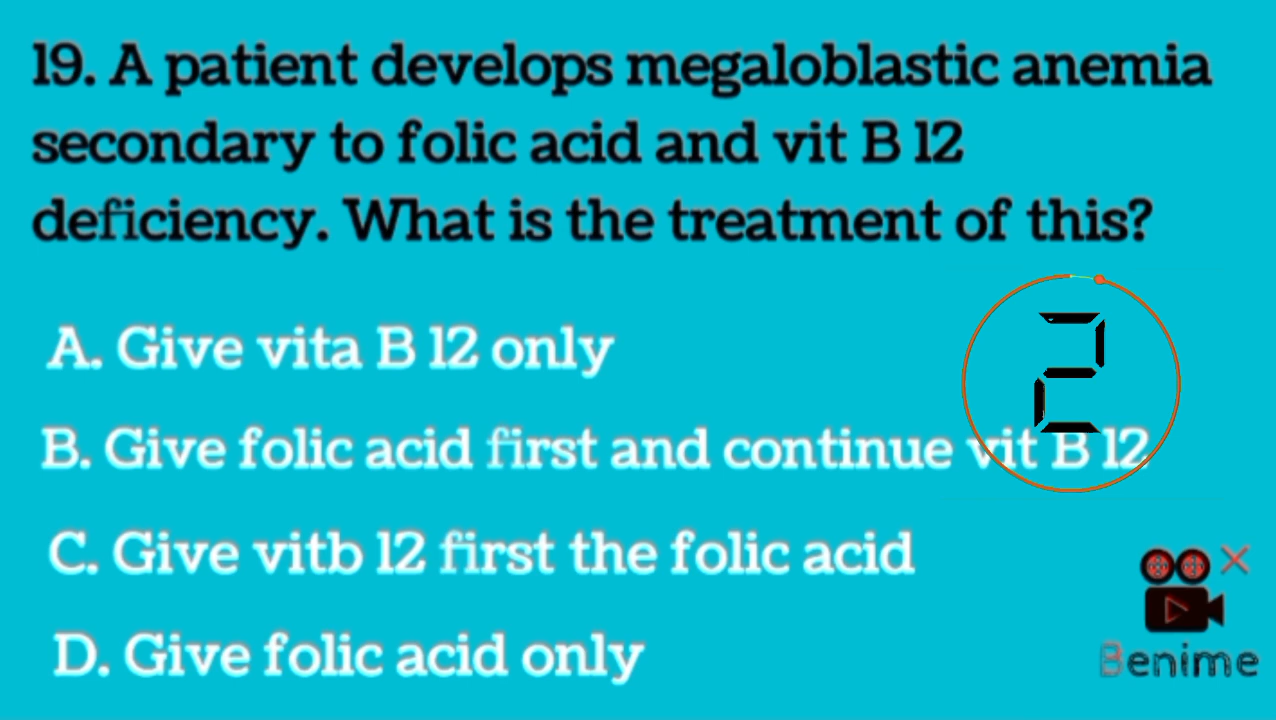 19. A patient develops megaloblastic anemia
secondary to folic acid and vit B 12
deficiency. What is the treatment of this?
A. Give vita B 12 only
2
B. Give folic acid first and continue vit B 12
C. Give vitb 12 first the folic acid
D. Give folic acid only
Benime